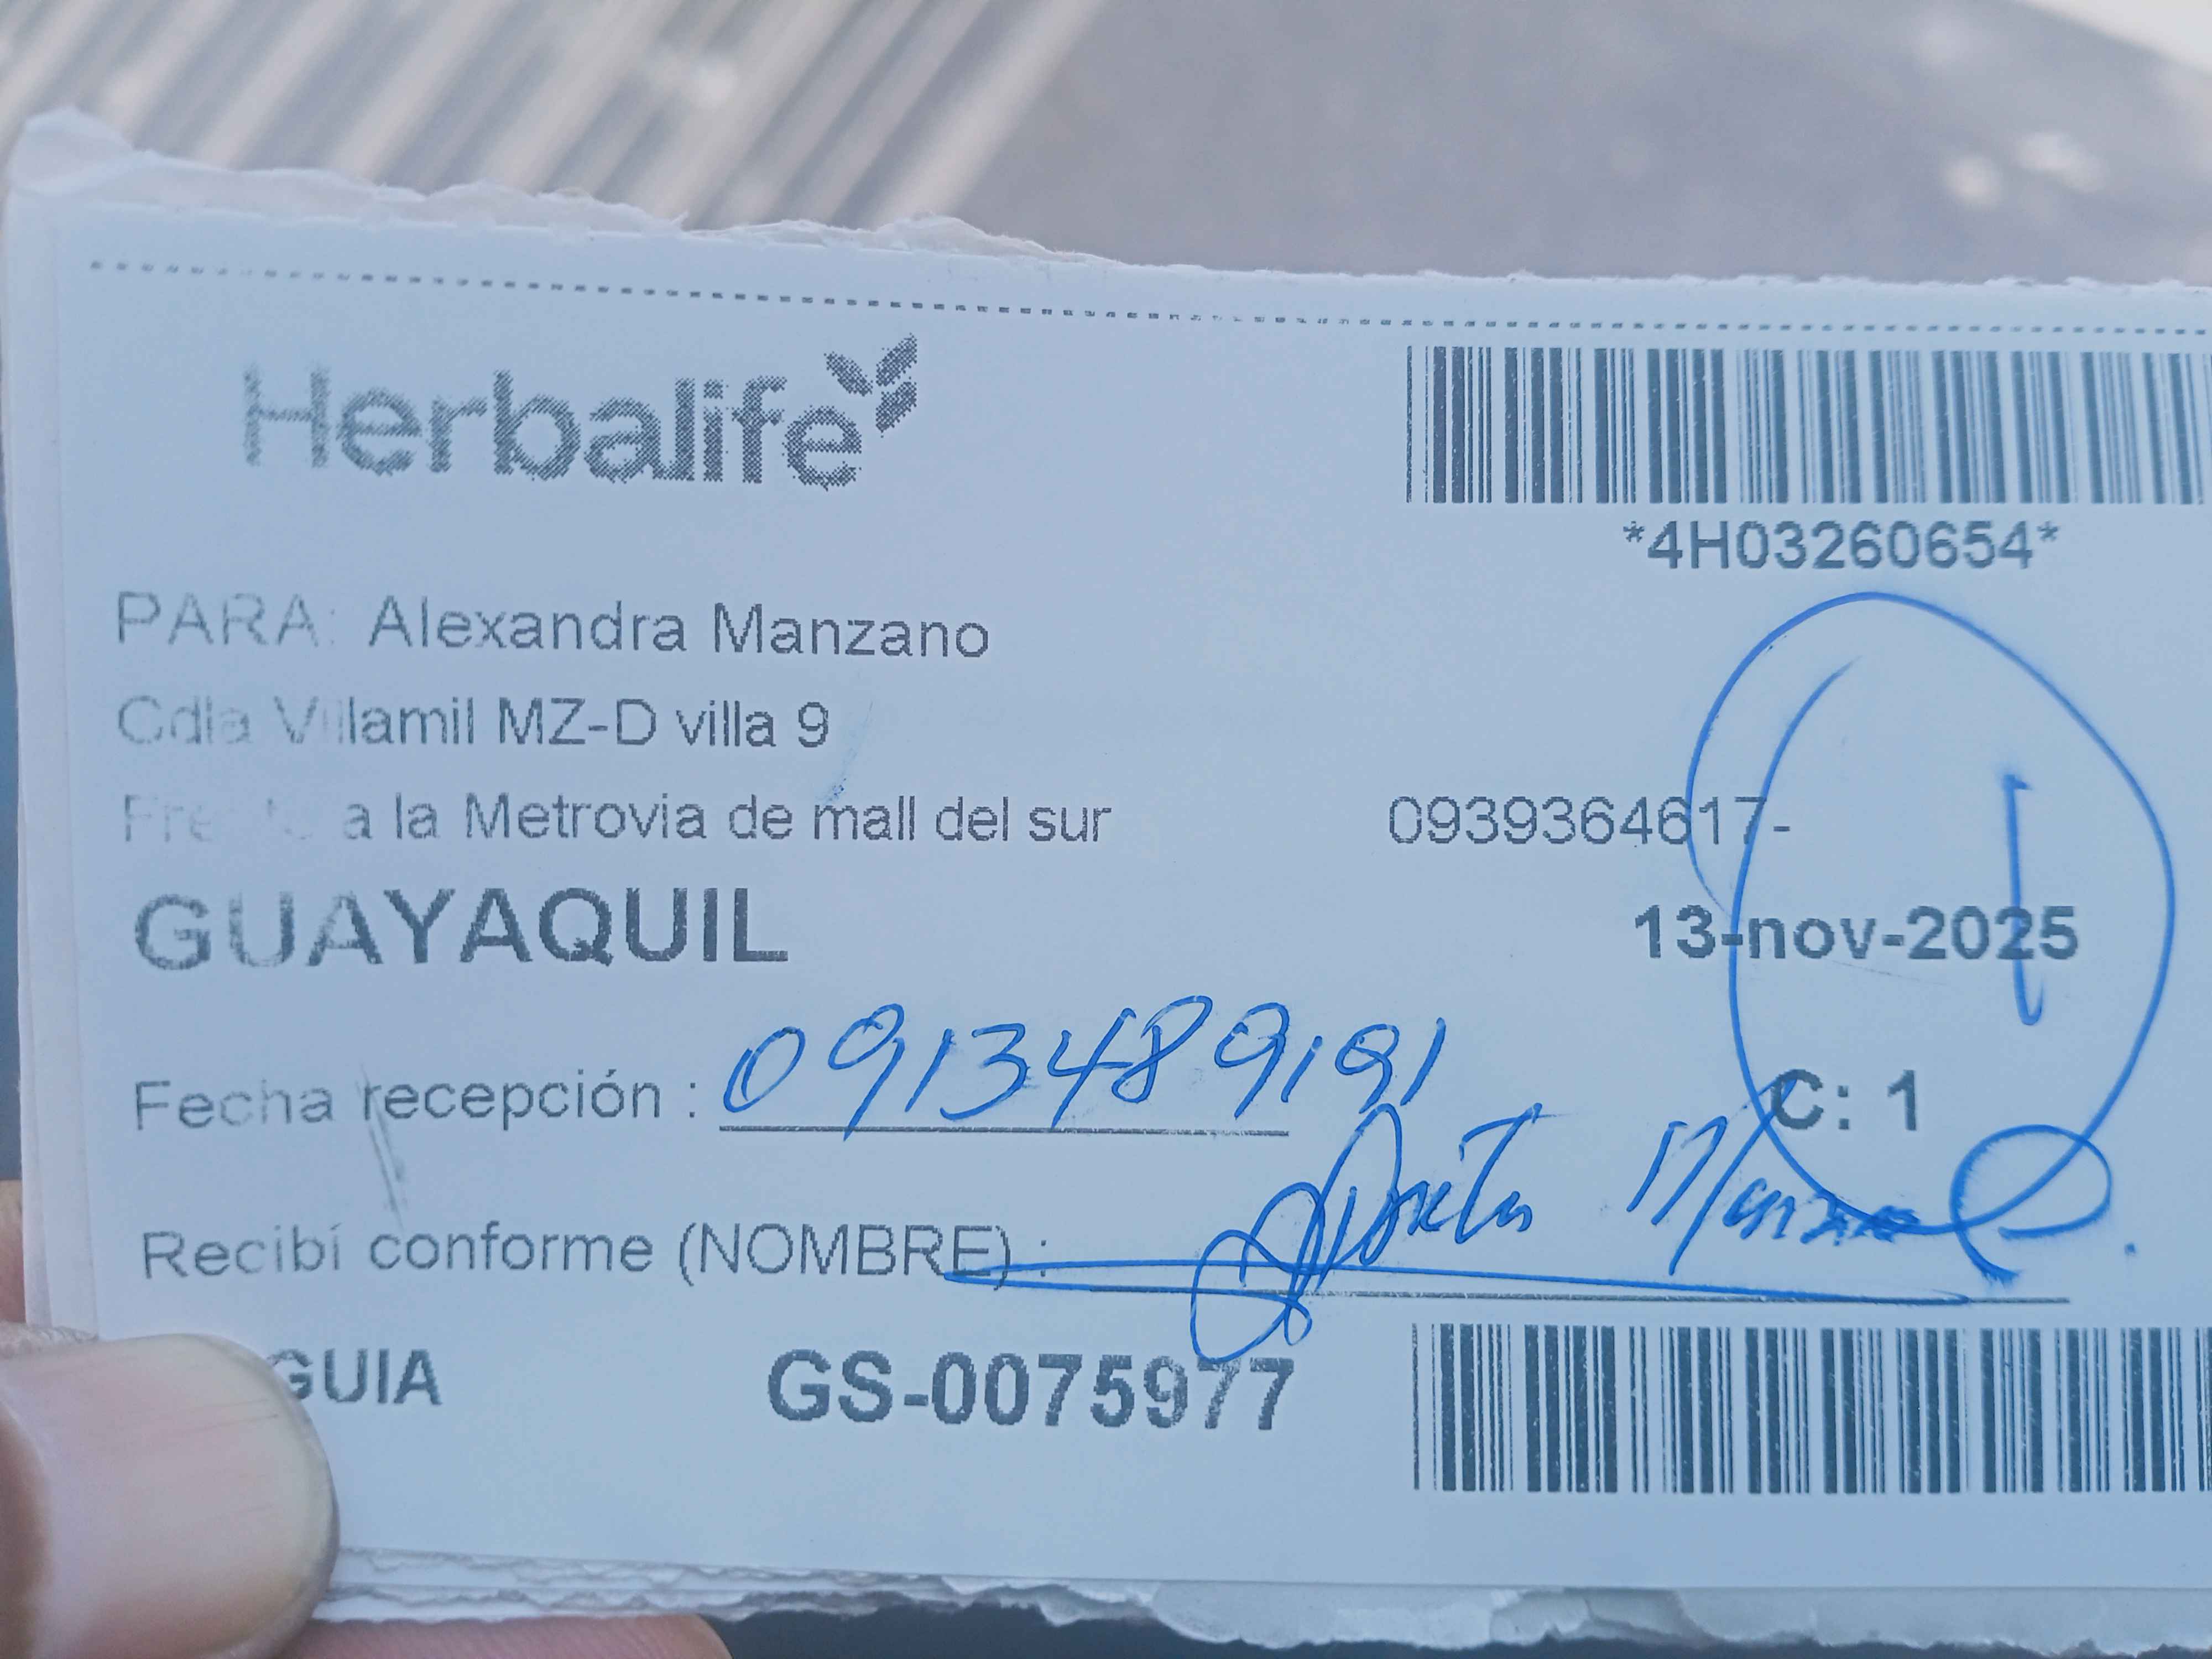 Herbalife
*4H03260654*
PARA: Alexandra Manzano
Cdla Villamil MZ-D villa 9
Frente a la Metrovia de mall del sur 0939364617-
GUAYAQUIL 13-nov-2025
Fecha recepción : 0913489191 C: 1
Recibí conforme (NOMBRE) :
GUIA GS-0075977